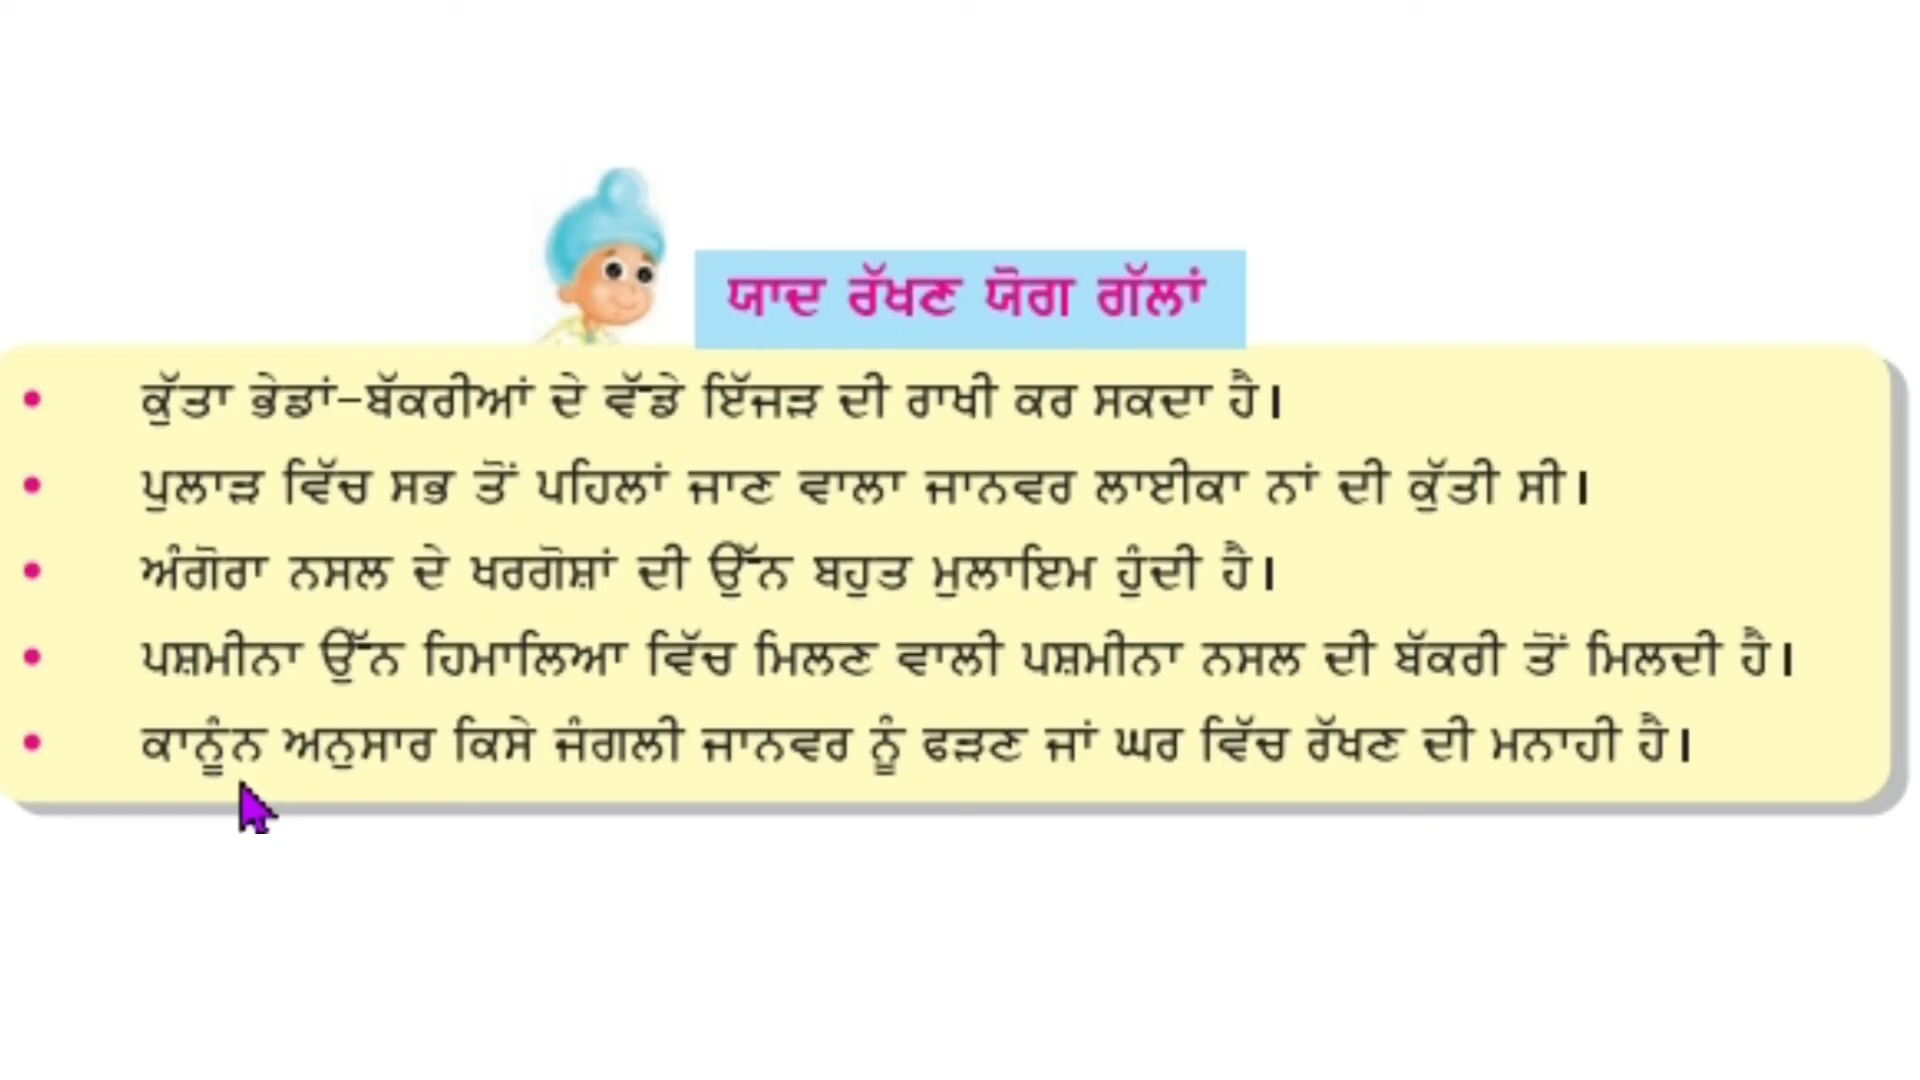 ਯਾਦ ਰੱਖਣ ਯੋਗ ਗੱਲਾਂ
• ਕੁੱਤਾ ਭੇਡਾਂ-ਬੱਕਰੀਆਂ ਦੇ ਵੱਡੇ ਇੱਜੜ ਦੀ ਰਾਖੀ ਕਰ ਸਕਦਾ ਹੈ।
• ਪੁਲਾੜ ਵਿੱਚ ਸਭ ਤੋਂ ਪਹਿਲਾਂ ਜਾਣ ਵਾਲਾ ਜਾਨਵਰ ਲਾਈਕਾ ਨਾਂ ਦੀ ਕੁੱਤੀ ਸੀ।
• ਅੰਗੋਰਾ ਨਸਲ ਦੇ ਖਰਗੋਸ਼ਾਂ ਦੀ ਉੱਨ ਬਹੁਤ ਮੁਲਾਇਮ ਹੁੰਦੀ ਹੈ।
• ਪਸ਼ਮੀਨਾ ਉੱਨ ਹਿਮਾਲਿਆ ਵਿੱਚ ਮਿਲਣ ਵਾਲੀ ਪਸ਼ਮੀਨਾ ਨਸਲ ਦੀ ਬੱਕਰੀ ਤੋਂ ਮਿਲਦੀ ਹੈ।
• ਕਾਨੂੰਨ ਅਨੁਸਾਰ ਕਿਸੇ ਜੰਗਲੀ ਜਾਨਵਰ ਨੂੰ ਫੜਣ ਜਾਂ ਘਰ ਵਿੱਚ ਰੱਖਣ ਦੀ ਮਨਾਹੀ ਹੈ।